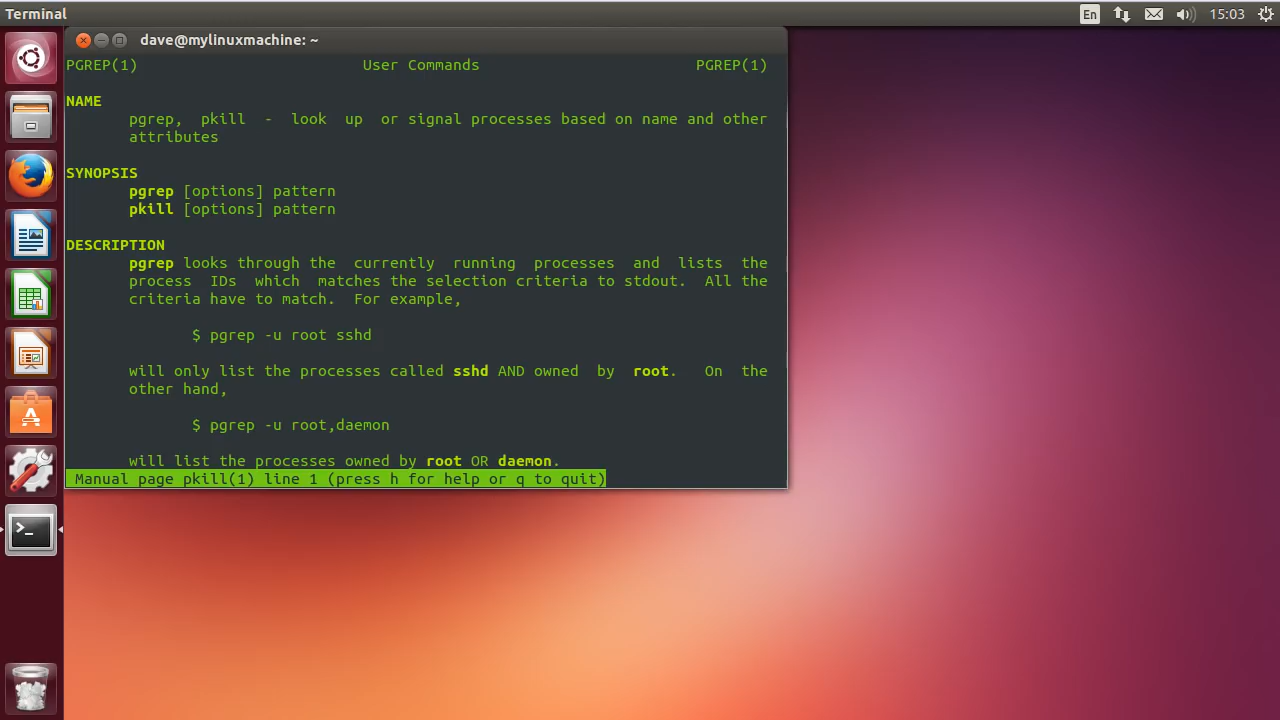 Terminal
En
15:03
dave@mylinuxmachine: ~
PGREP(1) User Commands PGREP(1)
NAME
pgrep, pkill - look up or signal processes based on name and other
attributes
SYNOPSIS
pgrep [options] pattern
pkill [options] pattern
DESCRIPTION
pgrep looks through the currently running processes and lists the
process IDs which matches the selection criteria to stdout. All the
criteria have to match. For example,
$ pgrep -u root sshd
will only list the processes called sshd AND owned by root. On the
other hand,
$ pgrep -u root,daemon
will list the processes owned by root OR daemon.
Manual page pkill(1) line 1 (press h for help or q to quit)
>_